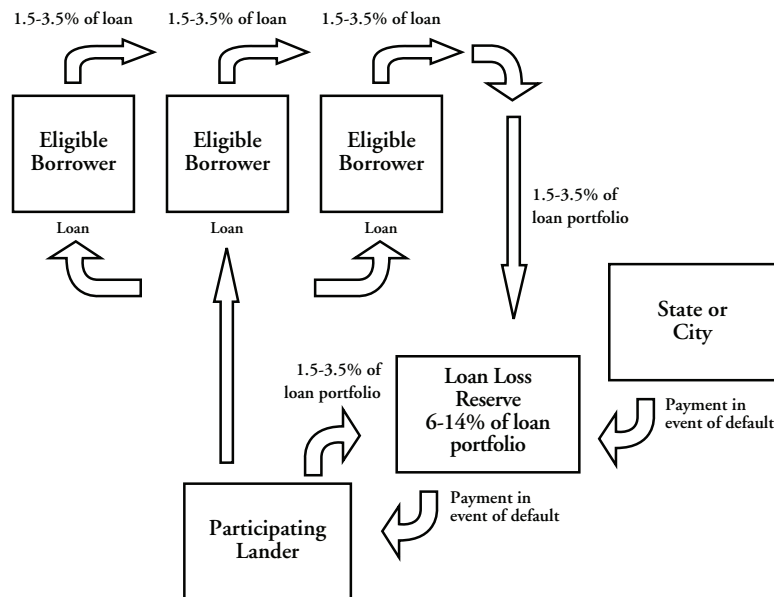 1.5-3.5% of loan
1.5-3.5% of loan
1.5-3.5% of loan
Eligible
Borrower
Eligible
Borrower
Eligible
Borrower
Loan
Loan
Loan
1.5-3.5% of
loan portfolio
State or
City
1.5-3.5% of
loan portfolio
Loan Loss
Reserve
6-14% of loan
portfolio
Payment in
event of default
Payment in
event of default
Participating
Lander